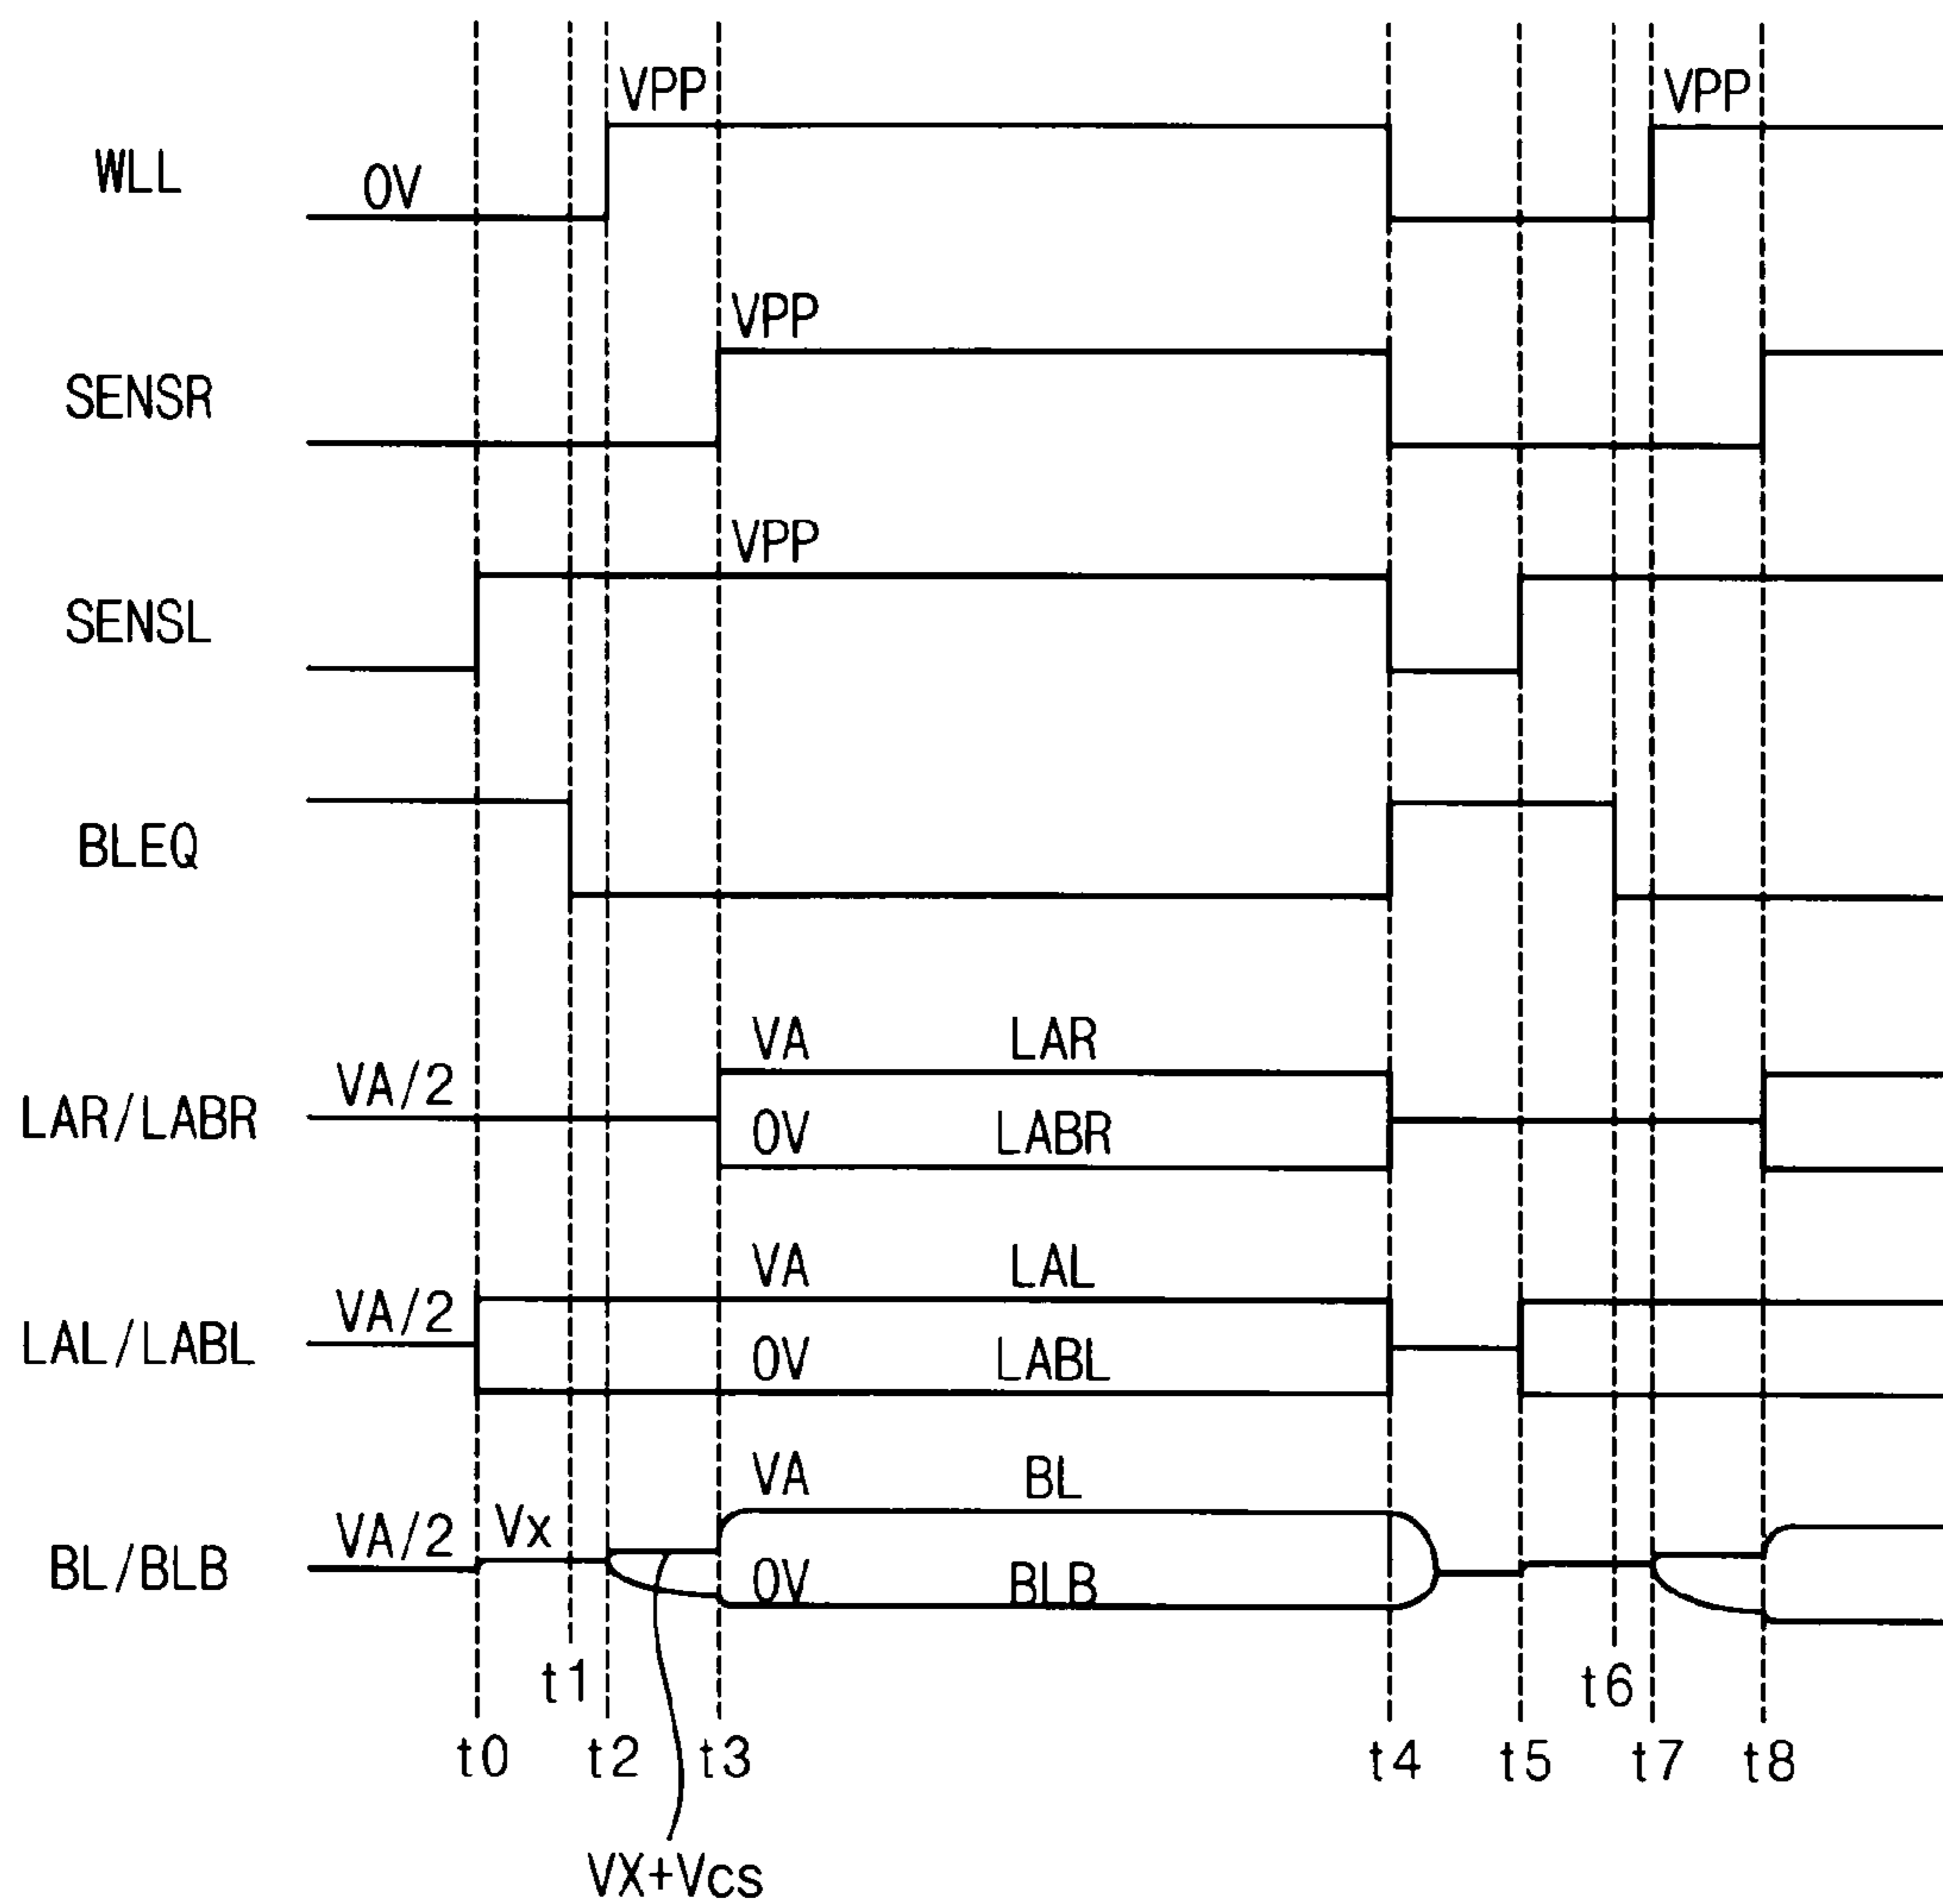 VPP VPP
WLL 0V
VPP
SENSR
VPP
SENSL
BLEQ
VA LAR
VA/2
LAR/LABR 0V LABR
VA LAL
VA/2
LAL/LABL 0V LABL
VA BL
VA/2 Vx
BL/BLB 0V BLB
t1 t6
t0 t2 t3 t4 t5 t7 t8
VX+Vcs